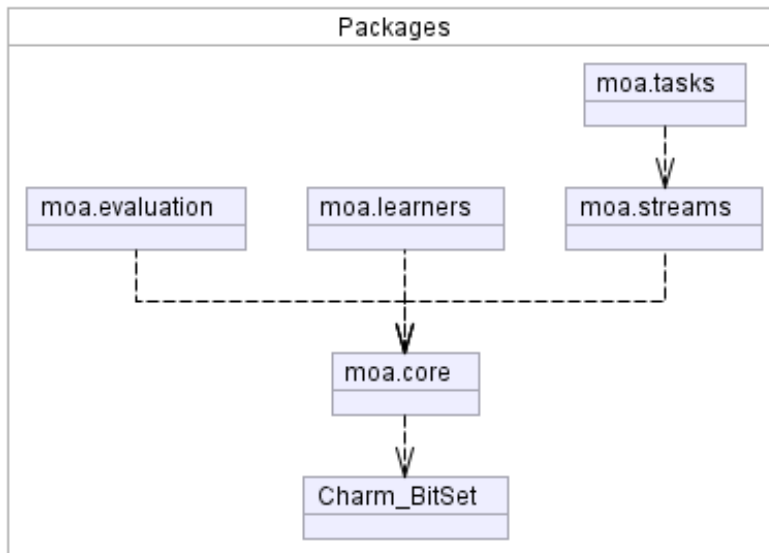 Packages
moa.tasks
moa.evaluation
moa.learners
moa.streams
moa.core
Charm_BitSet